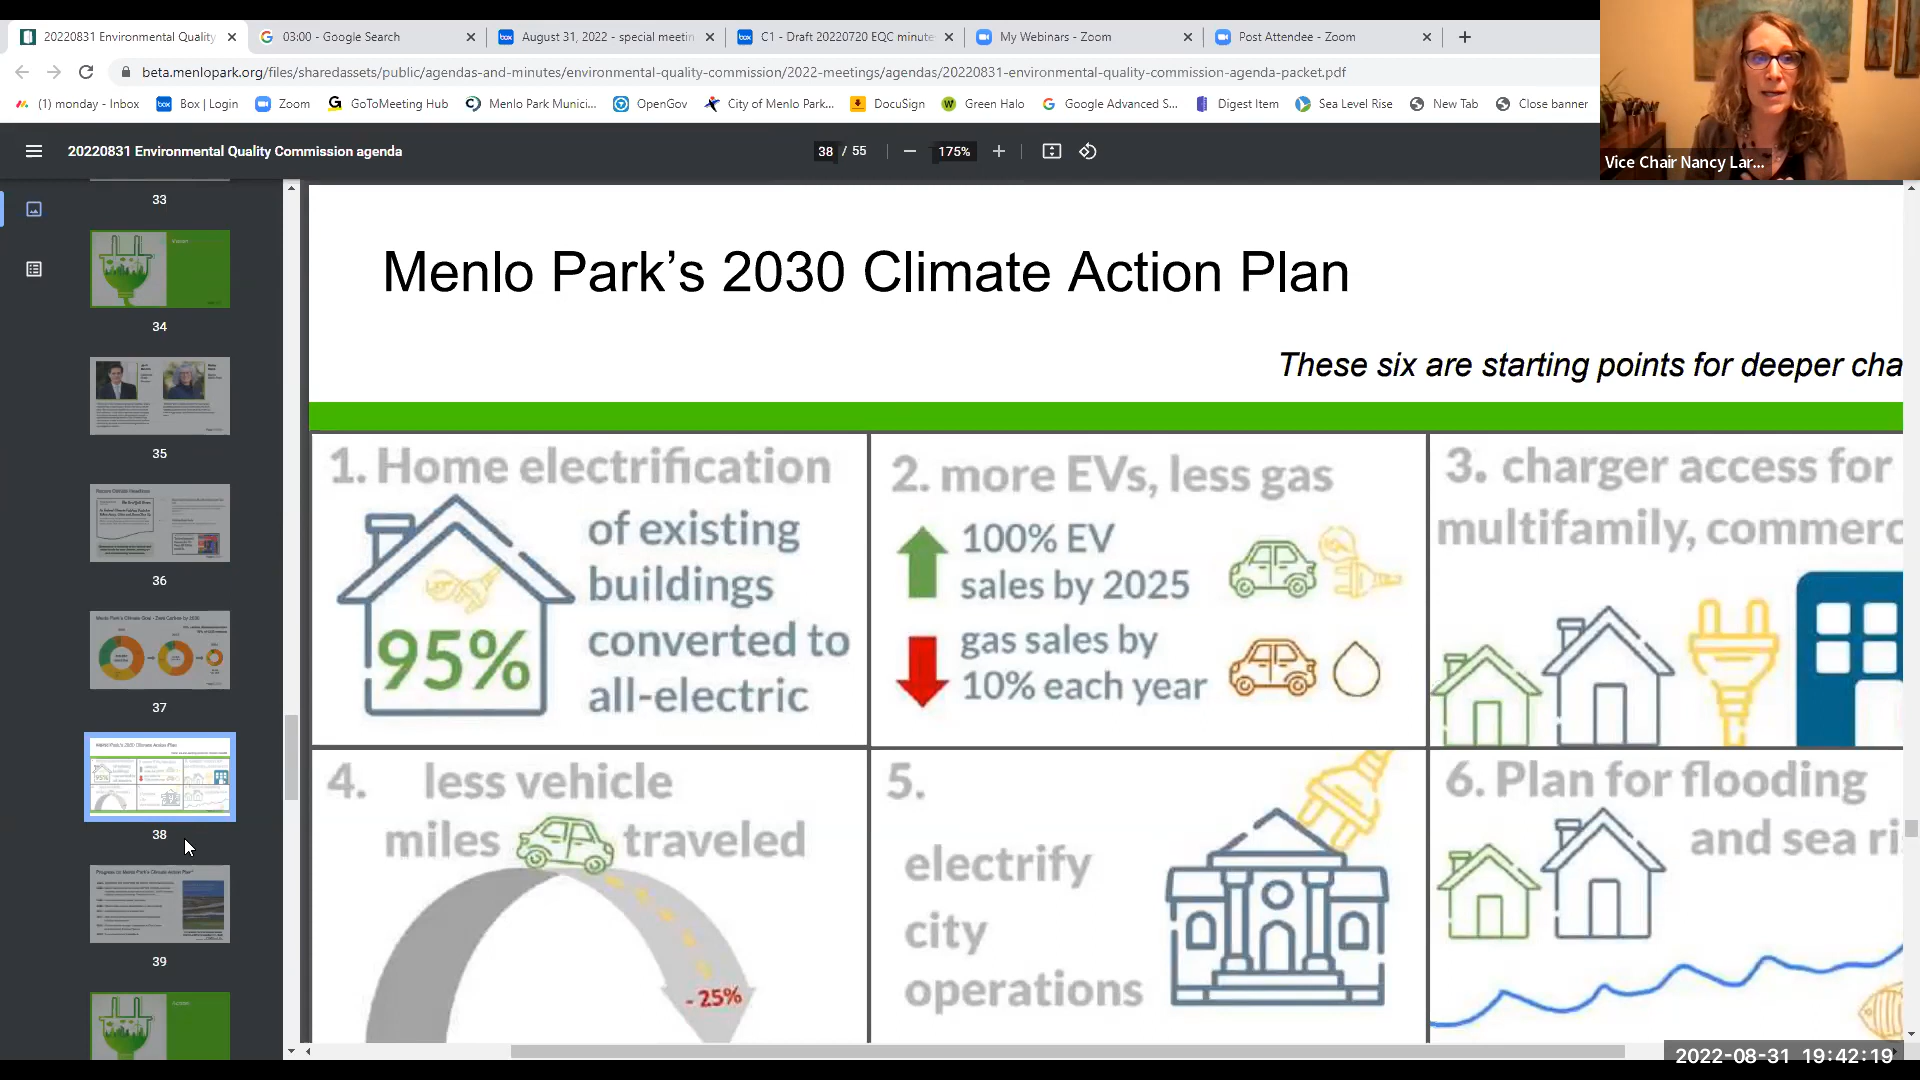 20220831 Environmental Quality
03:00 - Google Search
August 31, 2022 - special meetin
C1 - Draft 20220720 EQC minute
My Webinars - Zoom
Post Attendee - Zoom
beta.menlopark.org/files/sharedassets/public/agendas-and-minutes/environmental-quality-commission/2022-meetings/agendas/20220831-environmental-quality-commission-agenda-packet.pdf
(1) monday - Inbox
Box | Login
Zoom
GoToMeeting Hub
Menlo Park Munici...
OpenGov
City of Menlo Park...
DocuSign
Green Halo
Google Advanced S...
Digest Item
Sea Level Rise
New Tab
Close banner
Vice Chair Nancy Lar...
20220831 Environmental Quality Commission agenda
38 / 55
175%
33
34
35
36
37
38
39
Menlo Park's 2030 Climate Action Plan
These six are starting points for deeper cha
1. Home electrification
95%
of existing
buildings
converted to
all-electric
2. more EVs, less gas
100% EV
sales by 2025
gas sales by
10% each year
3. charger access for
multifamily, commerc
4. less vehicle
miles traveled
- 25%
5.
electrify
city
operations
6. Plan for flooding
and sea ri
2022-08-31 19:42:19